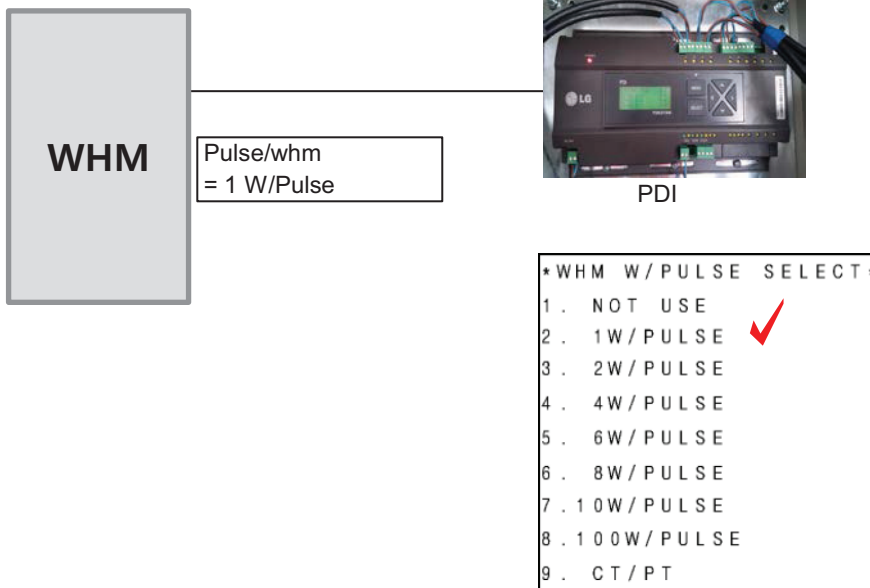 WHM
Pulse/whm
= 1 W/Pulse
LG
PDI
*WHM W/PULSE SELECT*
1. NOT USE
2. 1W/PULSE
3. 2W/PULSE
4. 4W/PULSE
5. 6W/PULSE
6. 8W/PULSE
7.10W/PULSE
8.100W/PULSE
9. CT/PT